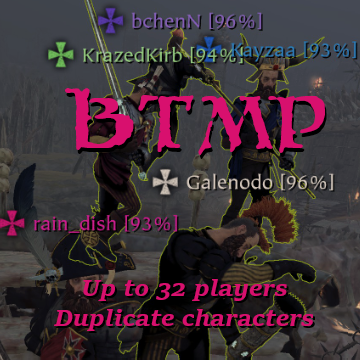 bchenN [96%]
KrazedKirb [94%]
Kayzaa [93%]
BTMP
Galenodo [96%]
rain_dish [93%]
Up to 32 players
Duplicate characters